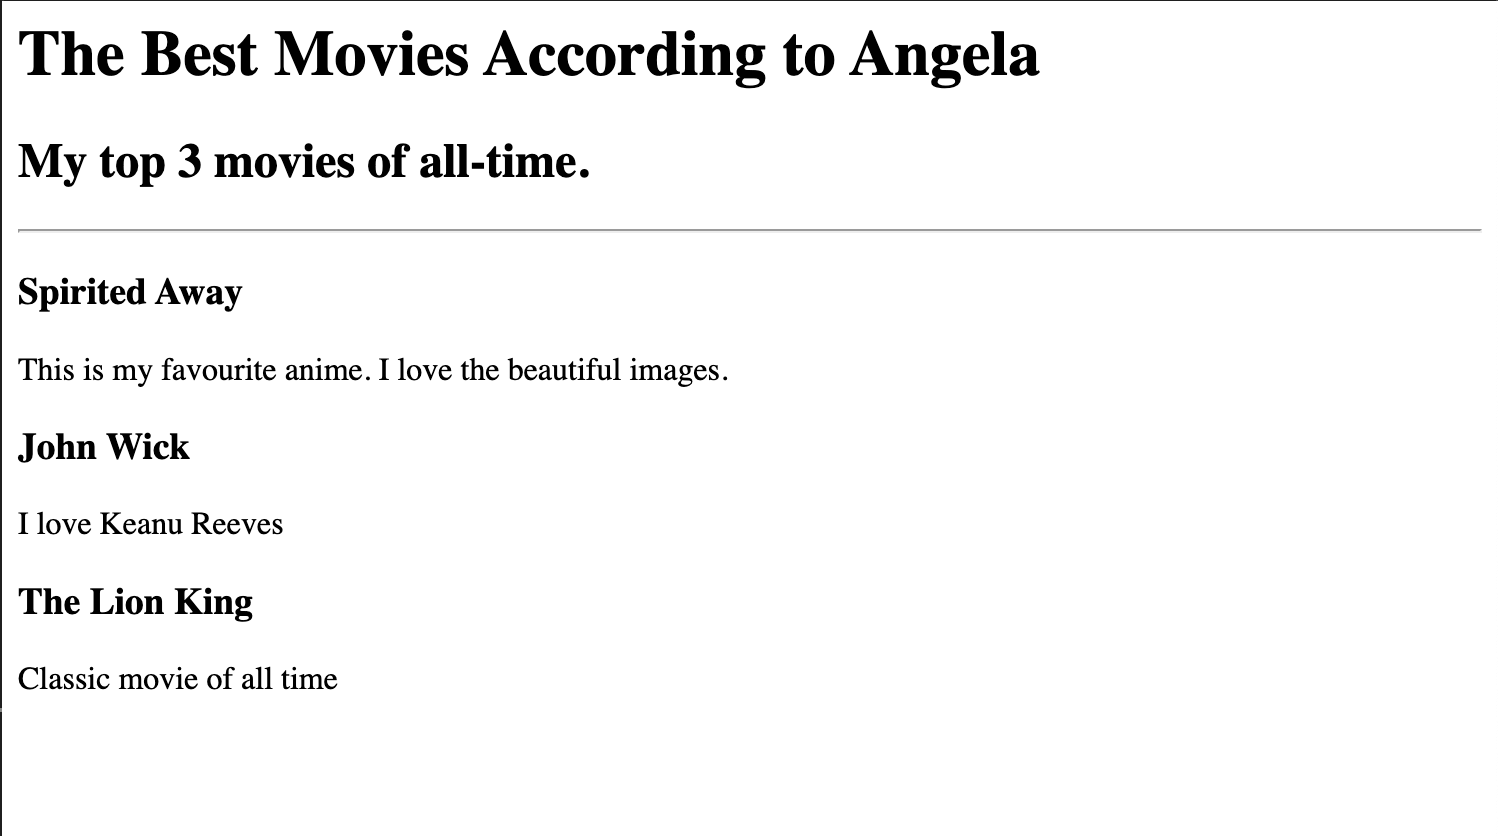 The Best Movies According to Angela
My top 3 movies of all-time.
Spirited Away
This is my favourite anime. I love the beautiful images.
John Wick
I love Keanu Reeves
The Lion King
Classic movie of all time